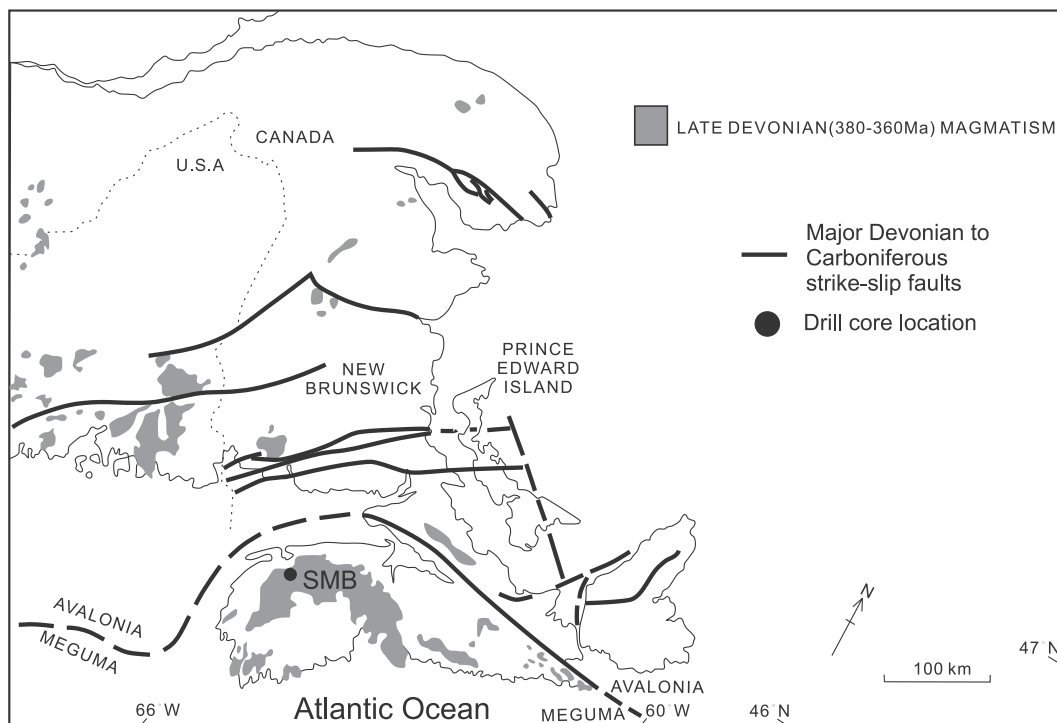 CANADA
U.S.A
LATE DEVONIAN(380-360Ma) MAGMATISM
Major Devonian to
Carboniferous
strike-slip faults
Drill core location
PRINCE
EDWARD
ISLAND
NEW
BRUNSWICK
SMB
AVALONIA
MEGUMA
N
100 km
47°N
AVALONIA
MEGUMA
Atlantic Ocean
66°W
60°W
46°N